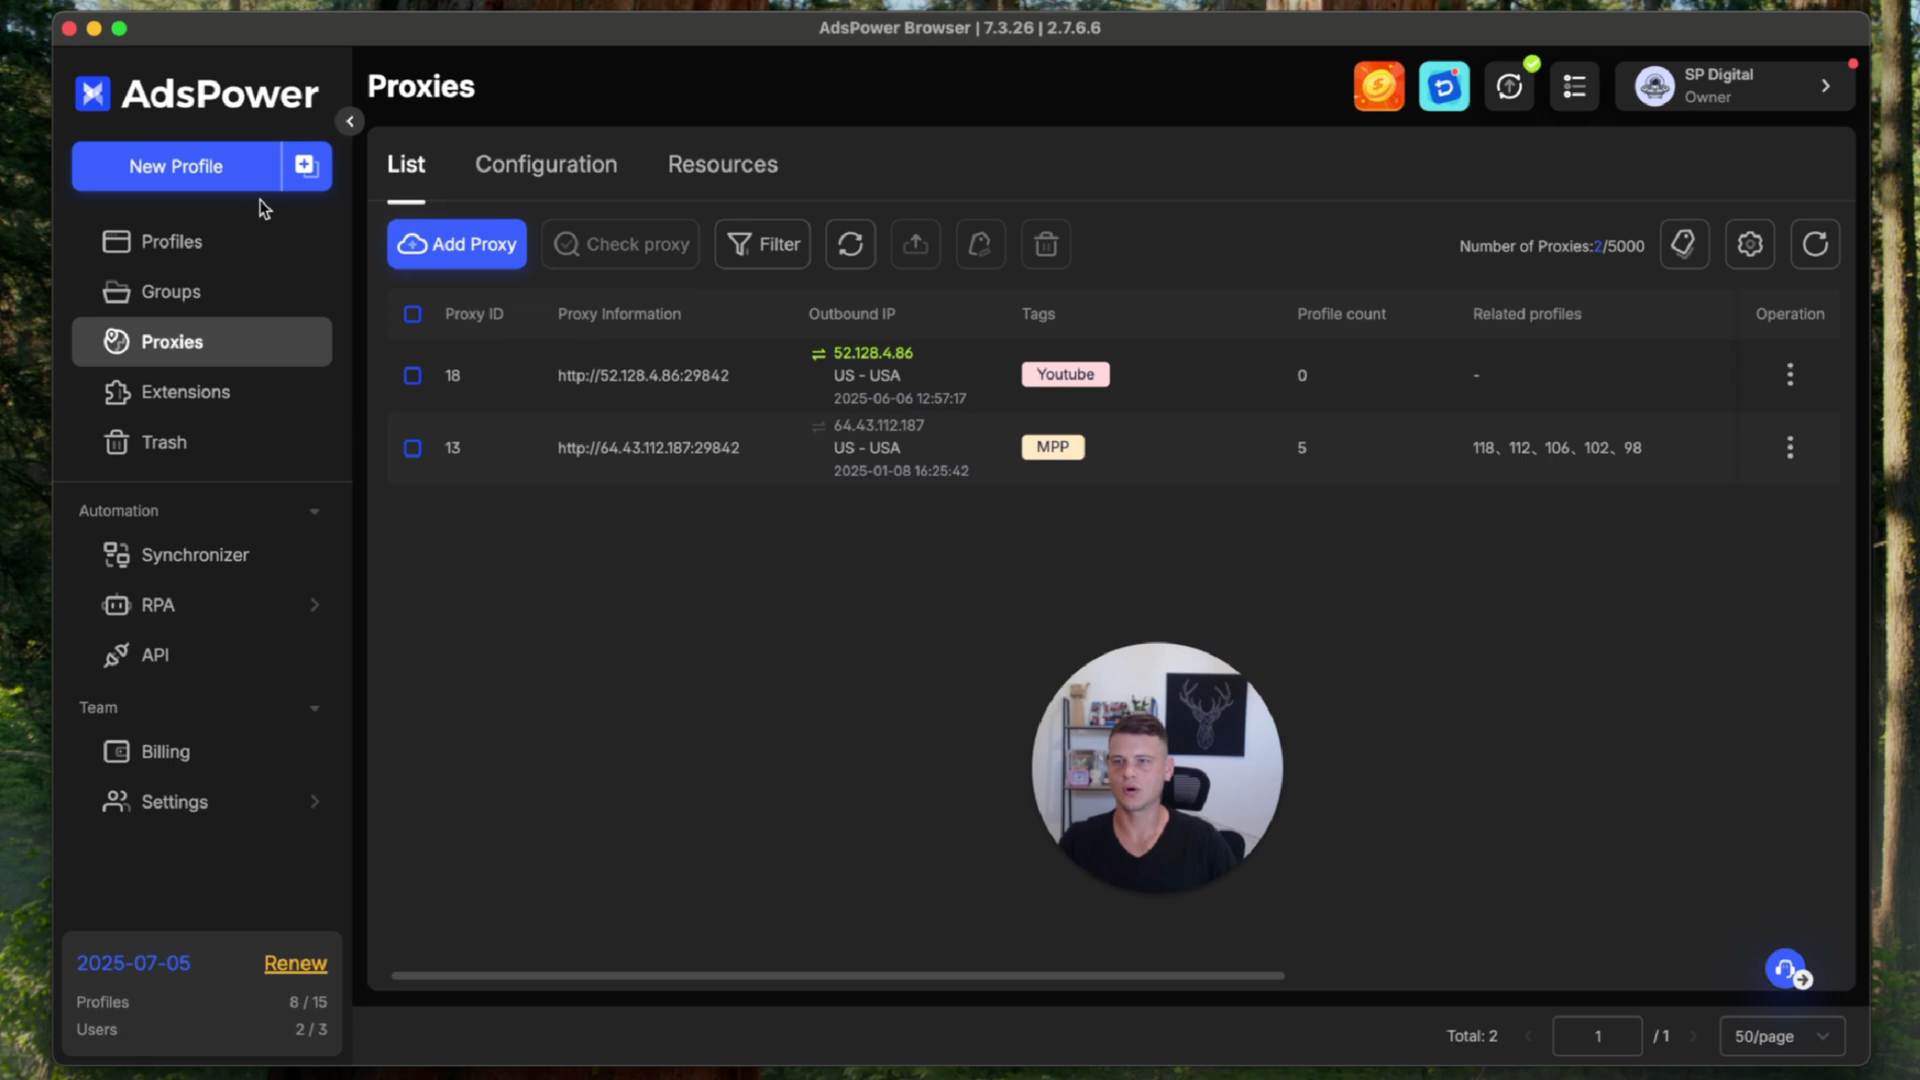 AdsPower Browser | 7.3.26 | 2.7.6.6
AdsPower
New Profile
Profiles
Groups
Proxies
Extensions
Trash
Automation
Synchronizer
RPA
API
Team
Billing
Settings
2025-07-05 Renew
Profiles 8 / 15
Users 2 / 3
Proxies
SP Digital
Owner
List Configuration Resources
Add Proxy Check proxy Filter Number of Proxies:2/5000
Proxy ID Proxy Information Outbound IP Tags Profile count Related profiles Operation
52.128.4.86
18 http://52.128.4.86:29842 US - USA Youtube 0 -
2025-06-06 12:57:17
64.43.112.187
13 http://64.43.112.187:29842 US - USA MPP 5 118、112、106、102、98
2025-01-08 16:25:42
Total: 2 < 1 / 1 > 50/page